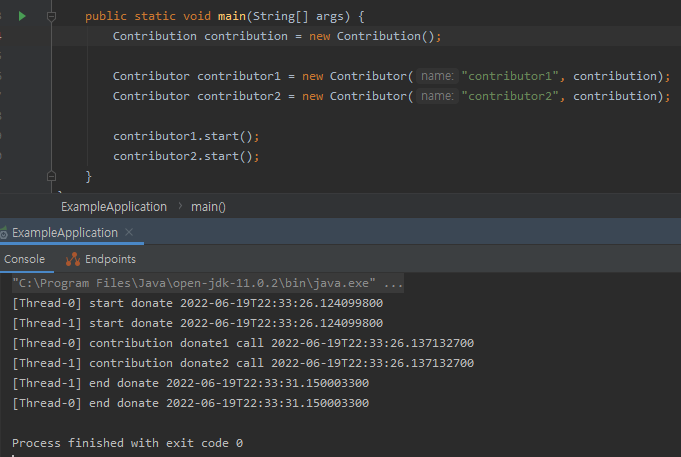 public static void main(String[] args) {
Contribution contribution = new Contribution();
Contributor contributor1 = new Contributor( name: "contributor1", contribution);
Contributor contributor2 = new Contributor( name: "contributor2", contribution);
contributor1.start();
contributor2.start();
}
ExampleApplication › main()
ExampleApplication ×
Console Endpoints
"C:\Program Files\Java\open-jdk-11.0.2\bin\java.exe" ...
[Thread-0] start donate 2022-06-19T22:33:26.124099800
[Thread-1] start donate 2022-06-19T22:33:26.124099800
[Thread-0] contribution donate1 call 2022-06-19T22:33:26.137132700
[Thread-1] contribution donate2 call 2022-06-19T22:33:26.137132700
[Thread-1] end donate 2022-06-19T22:33:31.150003300
[Thread-0] end donate 2022-06-19T22:33:31.150003300
Process finished with exit code 0